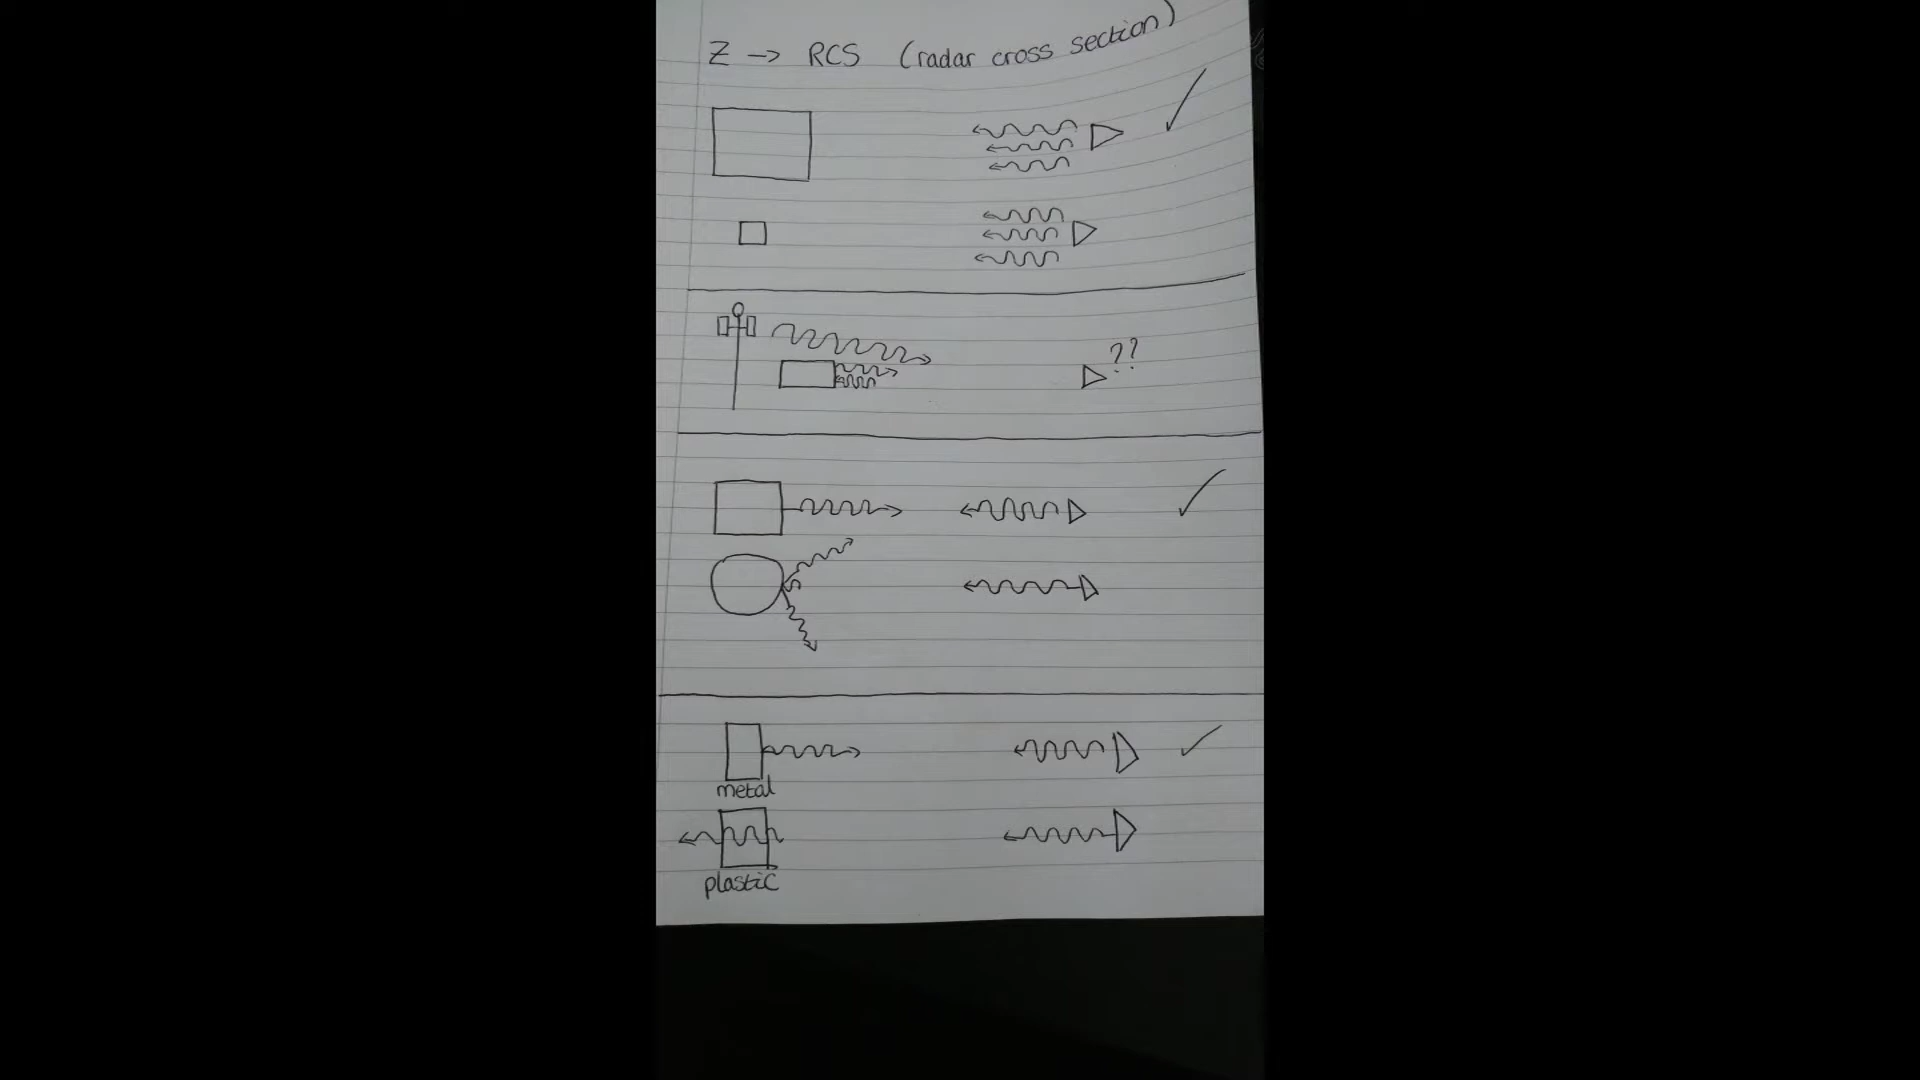 Z → RCS (radar cross section)
??
metal
plastic